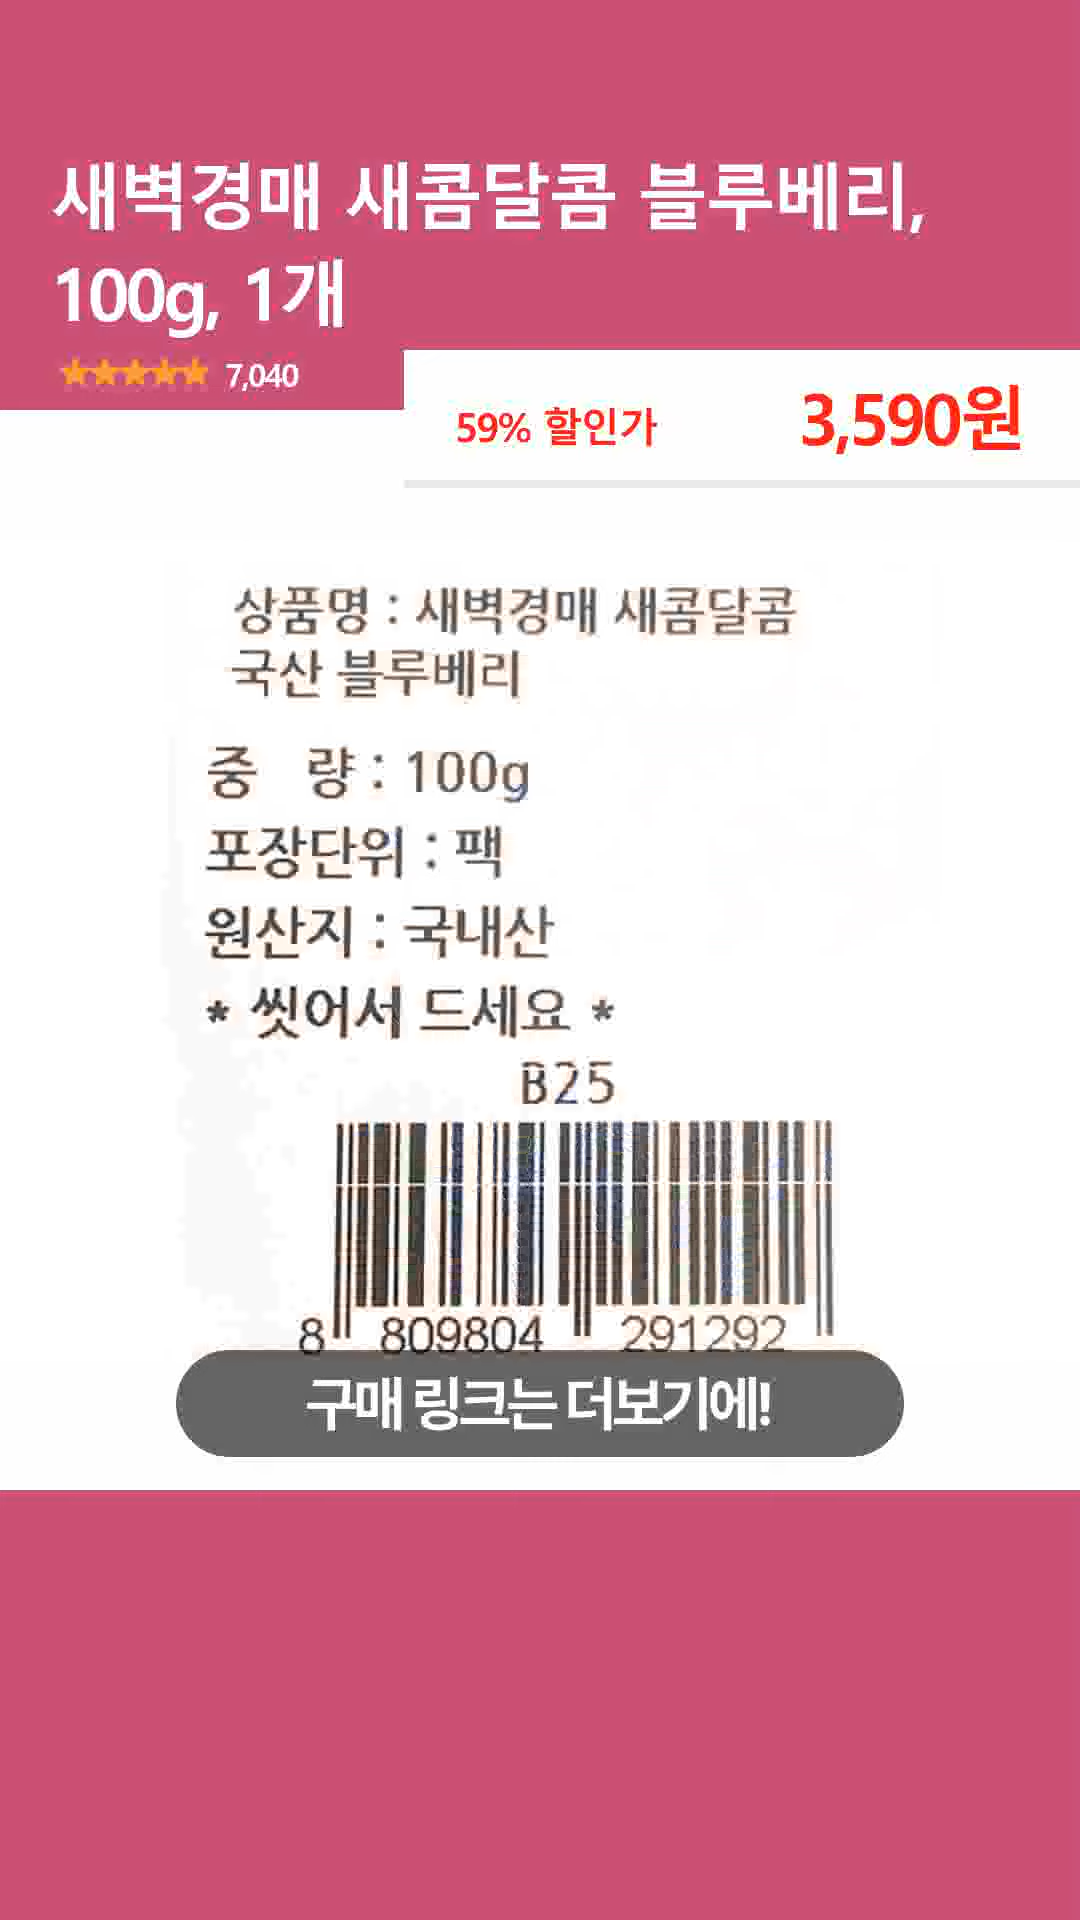 새벽경매 새콤달콤 블루베리,
100g, 1개
7,040
59% 할인가
3,590원
상품명 : 새벽경매 새콤달콤
국산 블루베리
중 량 : 100g
포장단위 : 팩
원산지 : 국내산
* 씻어서 드세요 *
B25
8 809804 291292
구매 링크는 더보기에!